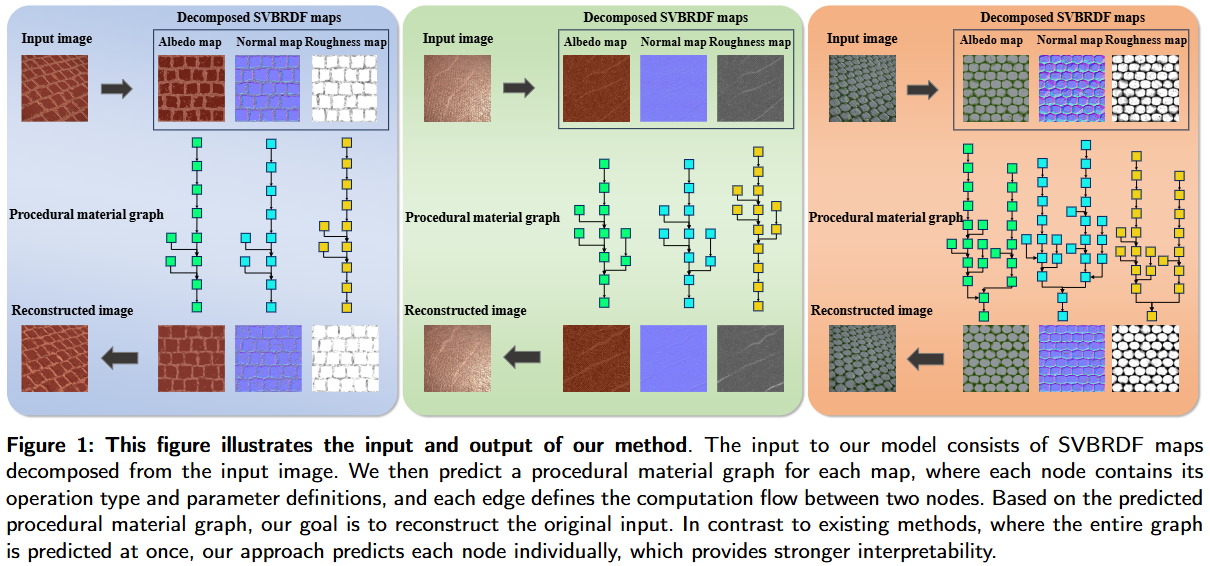 Decomposed SVBRDF maps
Input image
Albedo map Normal map Roughness map
Procedural material graph
Reconstructed image
Decomposed SVBRDF maps
Input image
Albedo map Normal map Roughness map
Procedural material graph
Reconstructed image
Decomposed SVBRDF maps
Input image
Albedo map Normal map Roughness map
Procedural material graph
Reconstructed image
Figure 1: This figure illustrates the input and output of our method. The input to our model consists of SVBRDF maps
decomposed from the input image. We then predict a procedural material graph for each map, where each node contains its
operation type and parameter definitions, and each edge defines the computation flow between two nodes. Based on the predicted
procedural material graph, our goal is to reconstruct the original input. In contrast to existing methods, where the entire graph
is predicted at once, our approach predicts each node individually, which provides stronger interpretability.